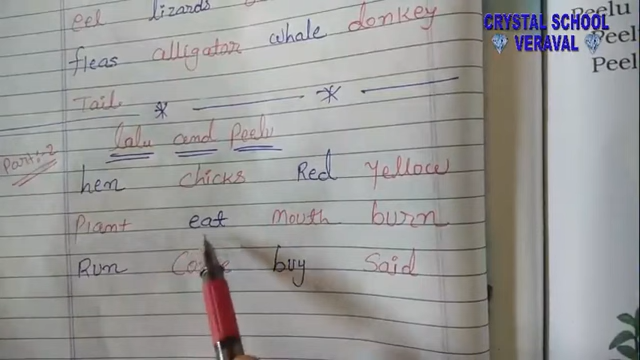 eel lizards
fleas alligator whale donkey
Tail * *
Lalu and Peelu
Part:-2
hen chicks Red Yellow
Plant eat Mouth burn
Run Come buy Said
CRYSTAL SCHOOL
VERAVAL
Peelu
Peel
Peel